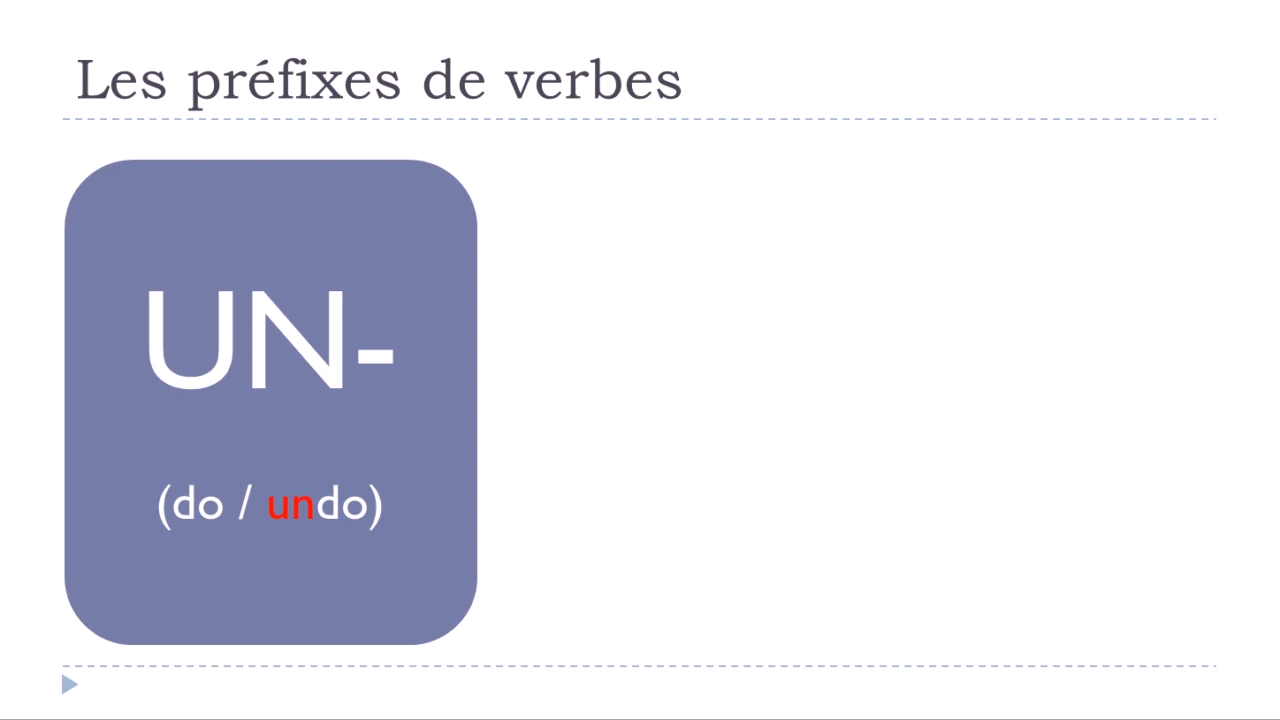 Les préfixes de verbes
UN-
(do / undo)